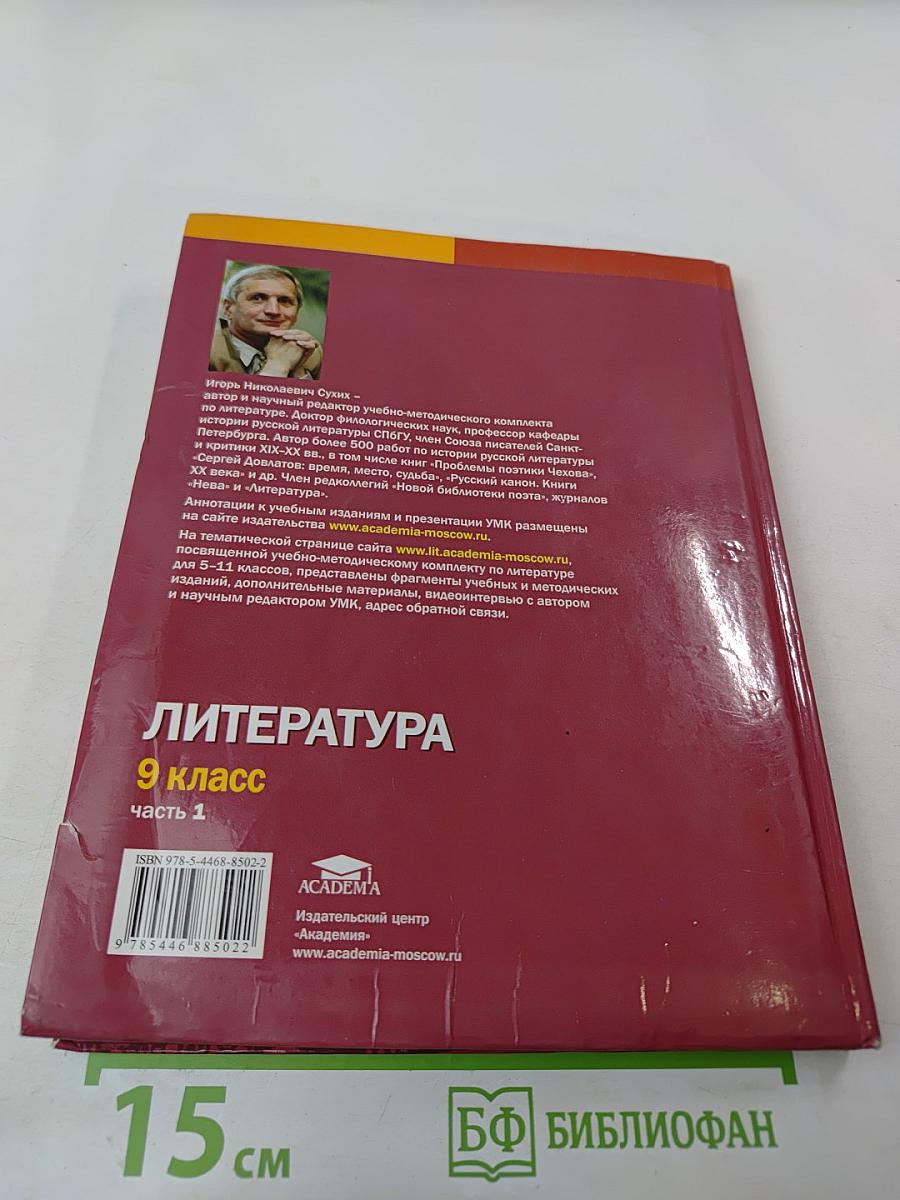 Игорь Николаевич Сухих –
автор и научный редактор учебно-методического комплекта
по литературе. Доктор филологических наук, профессор кафедры
истории русской литературы СПбГУ, член Союза писателей Санкт-
Петербурга. Автор более 500 работ по истории русской литературы
и критики XIX–XX вв., в том числе книг «Проблемы поэтики Чехова»,
«Сергей Довлатов: время, место, судьба», «Русский канон. Книги
XX века» и др. Член редколлегий «Новой библиотеки поэта», журналов
«Нева» и «Литература».
Аннотации к учебным изданиям и презентации УМК размещены
на сайте издательства www.academia-moscow.ru.
На тематической странице сайта www.lit.academia-moscow.ru,
посвященной учебно-методическому комплекту по литературе
для 5–11 классов, представлены фрагменты учебных и методических
изданий, дополнительные материалы, видеоинтервью с автором
и научным редактором УМК, адрес обратной связи.
ЛИТЕРАТУРА
9 класс
часть 1
ISBN 978-5-4468-8502-2
9 785446 885022
ACADEMIA
Издательский центр
«Академия»
www.academia-moscow.ru
15 см
БФ БИБЛИОФАН